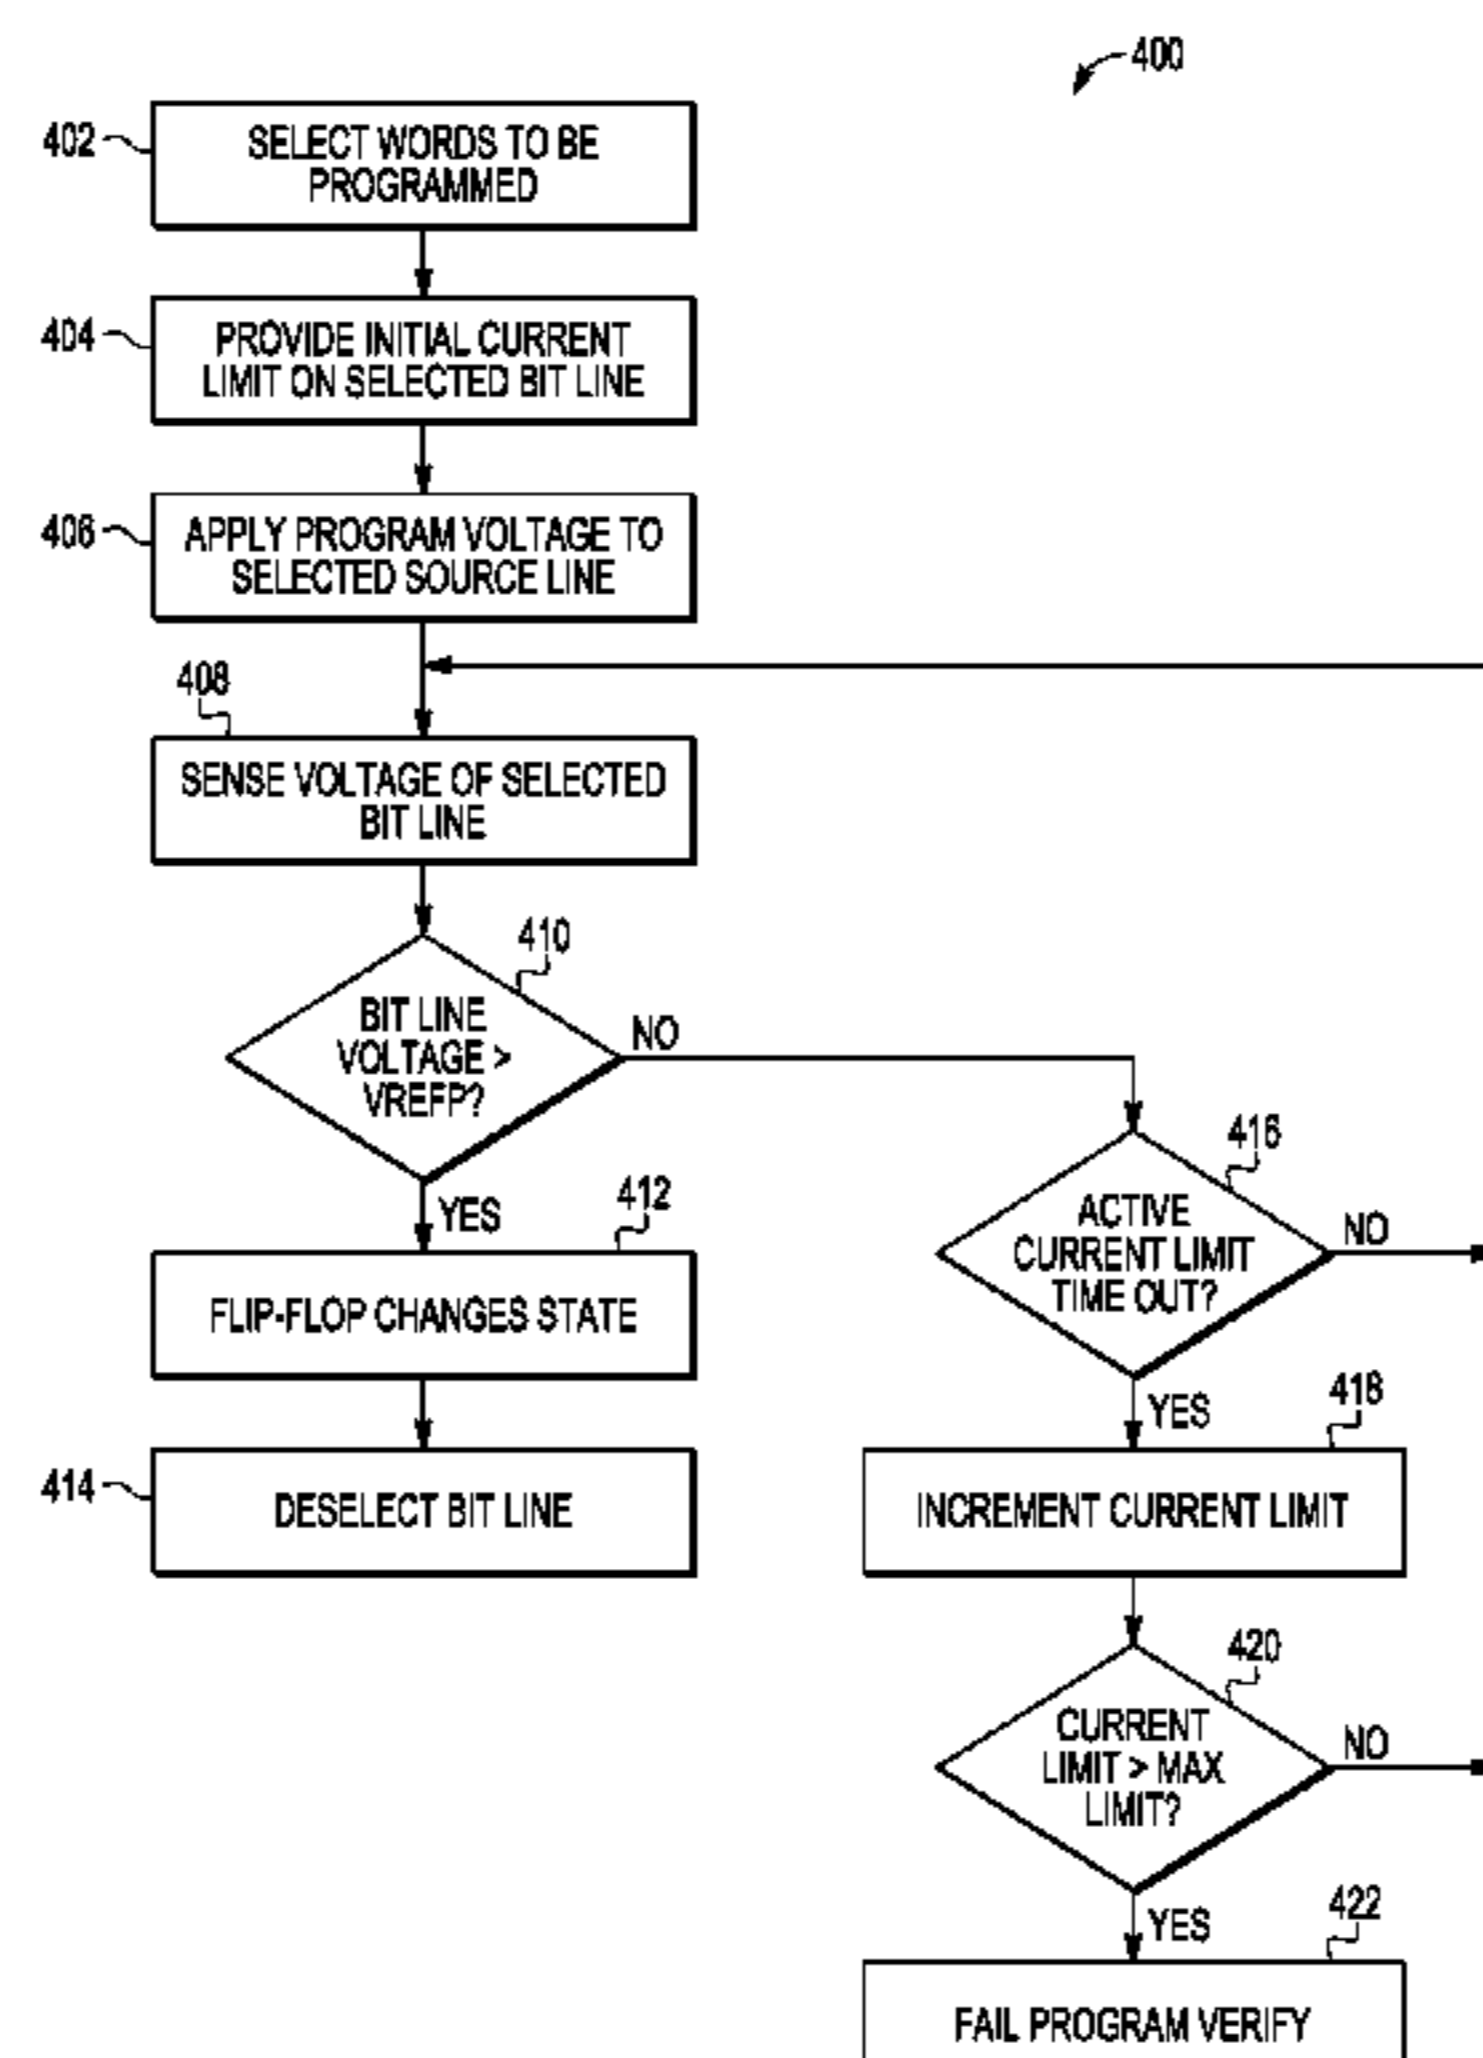 400
402
SELECT WORDS TO BE
PROGRAMMED
404
PROVIDE INITIAL CURRENT
LIMIT ON SELECTED BIT LINE
406
APPLY PROGRAM VOLTAGE TO
SELECTED SOURCE LINE
408
SENSE VOLTAGE OF SELECTED
BIT LINE
410
BIT LINE
VOLTAGE >
VREFP?
NO
YES
412
FLIP-FLOP CHANGES STATE
414
DESELECT BIT LINE
416
ACTIVE
CURRENT LIMIT
TIME OUT?
NO
YES
418
INCREMENT CURRENT LIMIT
420
CURRENT
LIMIT > MAX
LIMIT?
NO
YES
422
FAIL PROGRAM VERIFY